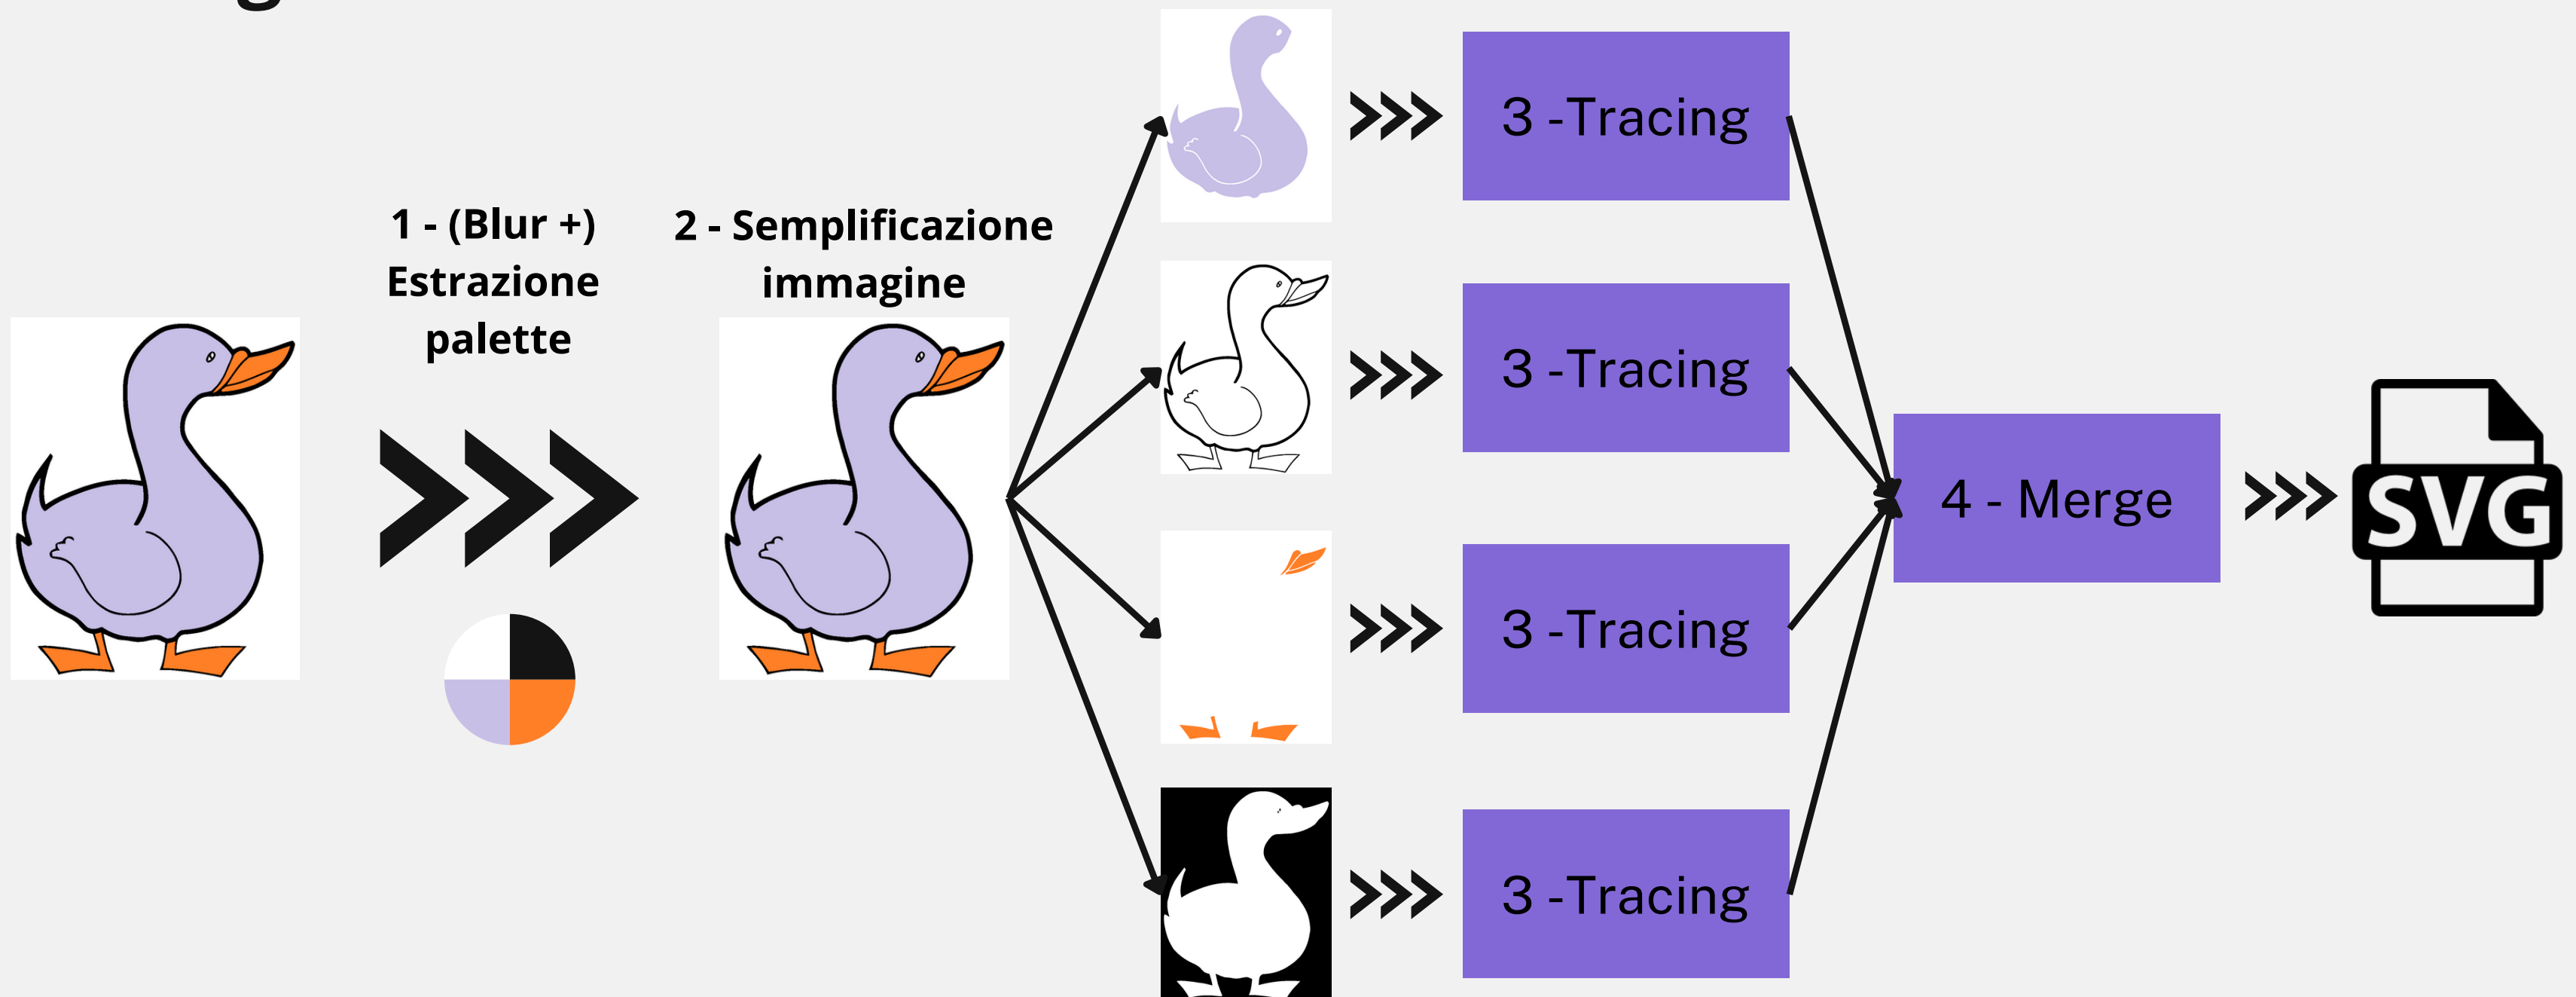 1 - (Blur +)
Estrazione
palette
2 - Semplificazione
immagine
3 -Tracing
3 -Tracing
3 -Tracing
3 -Tracing
4 - Merge
SVG